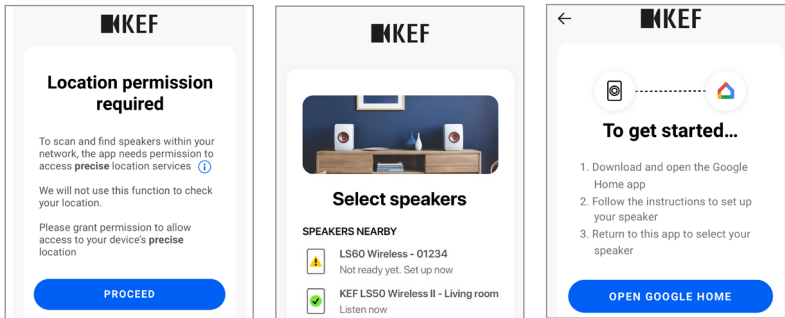 KEF
Location permission
required
To scan and find speakers within your
network, the app needs permission to
access precise location services
We will not use this function to check
your location.
Please grant permission to allow
access to your device's precise
location
PROCEED
KEF
Select speakers
SPEAKERS NEARBY
LS60 Wireless - 01234
Not ready yet. Set up now
KEF LS50 Wireless II - Living room
Listen now
KEF
To get started...
1. Download and open the Google
Home app
2. Follow the instructions to set up
your speaker
3. Return to this app to select your
speaker
OPEN GOOGLE HOME